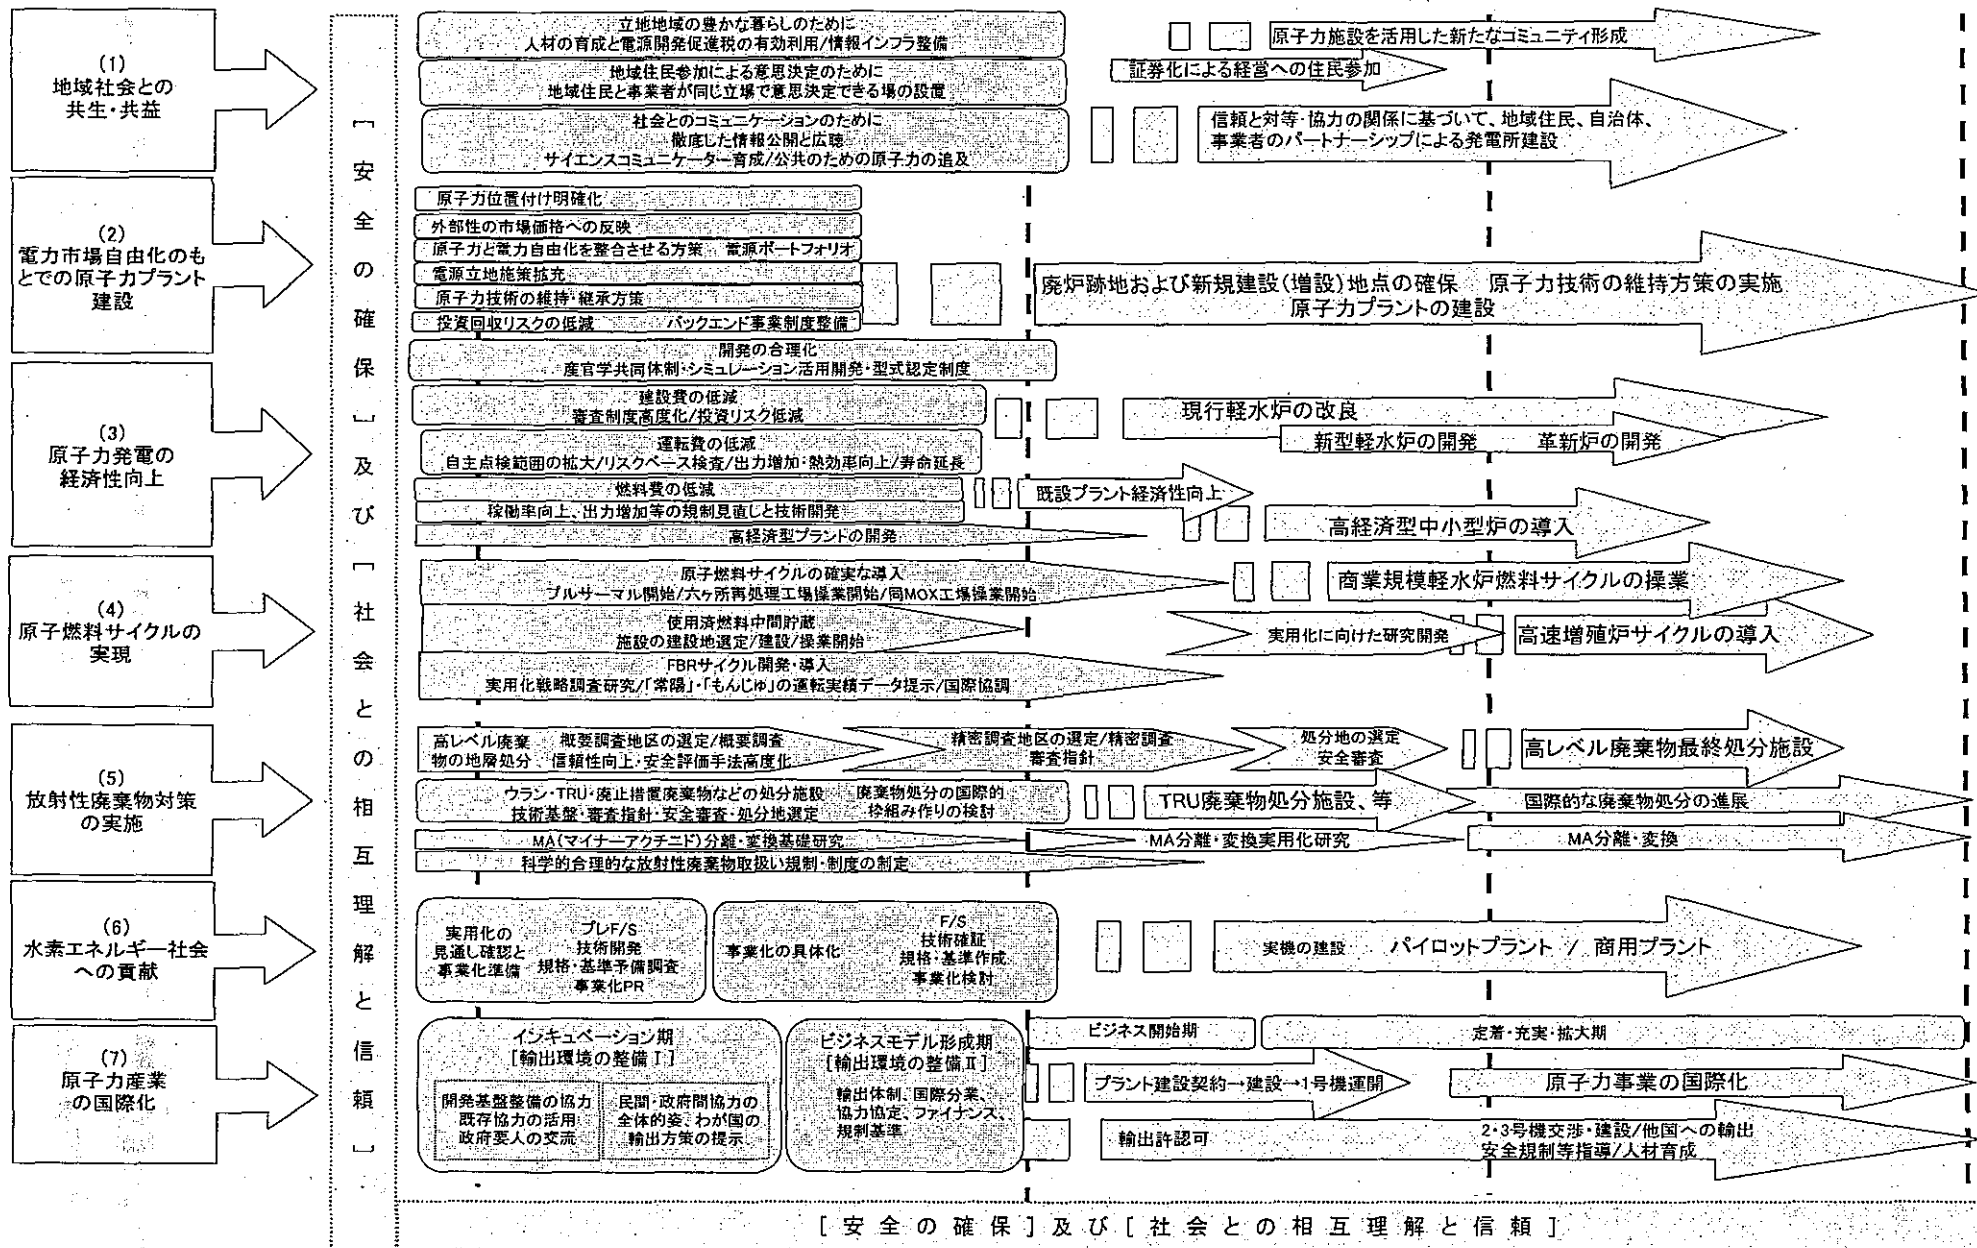 (1)
地域社会との
共生・共益
立地地域の豊かな暮らしのために
人材の育成と電源開発促進税の有効利用/情報インフラ整備
地域住民参加による意思決定のために
地域住民と事業者が同じ立場で意思決定できる場の設置
社会とのコミュニケーションのために
徹底した情報公開と広聴
サイエンスコミュニケーター育成/公共のための原子力の追及
原子力施設を活用した新たなコミュニティ形成
証券化による経営への住民参加
信頼と対等・協力の関係に基づいて、地域住民、自治体、
事業者のパートナーシップによる発電所建設
[安全の確保]及び[社会との相互理解と信頼]
(2)
電力市場自由化のも
とでの原子力プラント
建設
原子力位置付け明確化
外部性の市場価格への反映
原子力と電力自由化を整合させる方策 電源ポートフォリオ
電源立地施策拡充
原子力技術の維持・継承方策
投資回収リスクの低減 バックエンド事業制度整備
廃炉跡地および新規建設(増設)地点の確保 原子力技術の維持方策の実施
原子力プラントの建設
(3)
原子力発電の
経済性向上
開発の合理化
産官学共同体制・シミュレーション活用開発・型式認定制度
建設費の低減
審査制度高度化/投資リスク低減
運転費の低減
自主点検範囲の拡大/リスクベース検査/出力増加・熱効率向上/寿命延長
燃料費の低減
稼働率向上、出力増加等の規制見直しと技術開発
高経済型プラントの開発
現行軽水炉の改良
新型軽水炉の開発 革新炉の開発
既設プラント経済性向上
高経済型中小型炉の導入
(4)
原子燃料サイクルの
実現
原子燃料サイクルの確実な導入
プルサーマル開始/六ヶ所再処理工場操業開始/同MOX工場操業開始
使用済燃料中間貯蔵
施設の建設地選定/建設/操業開始
FBRサイクル開発・導入
実用化戦略調査研究/「常陽」・「もんじゅ」の運転実績データ提示/国際協調
商業規模軽水炉燃料サイクルの操業
実用化に向けた研究開発
高速増殖炉サイクルの導入
(5)
放射性廃棄物対策
の実施
高レベル廃棄 概要調査地区の選定/概要調査
物の地層処分 信頼性向上・安全評価手法高度化
精密調査地区の選定/精密調査
審査指針
処分地の選定
安全審査
高レベル廃棄物最終処分施設
ウラン・TRU・廃止措置廃棄物などの処分施設
技術基盤・審査指針・安全審査・処分地選定
廃棄物処分の国際的
枠組み作りの検討
TRU廃棄物処分施設、等
国際的な廃棄物処分の進展
MA(マイナーアクチニド)分離・変換基礎研究
MA分離・変換実用化研究
MA分離・変換
科学的合理的な放射性廃棄物取扱い規制・制度の制定
(6)
水素エネルギー社会
への貢献
実用化の
見通し確認と
事業化準備
プレF/S
技術開発
規格・基準予備調査
事業化PR
事業化の具体化
F/S
技術確証
規格・基準作成
事業化検討
実機の建設 パイロットプラント / 商用プラント
(7)
原子力産業
の国際化
インキュベーション期
[輸出環境の整備Ⅰ]
開発基盤整備の協力
既存協力の活用
政府要人の交流
民間・政府間協力の
全体的姿、わが国の
輸出方策の提示
ビジネスモデル形成期
[輸出環境の整備Ⅱ]
輸出体制、国際分業、
協力協定、ファイナンス、
規制基準
ビジネス開始期
定着・充実・拡大期
プラント建設契約→建設→1号機運開
原子力事業の国際化
輸出許認可
2・3号機交渉・建設/他国への輸出
安全規制等指導/人材育成
[安全の確保]及び[社会との相互理解と信頼]